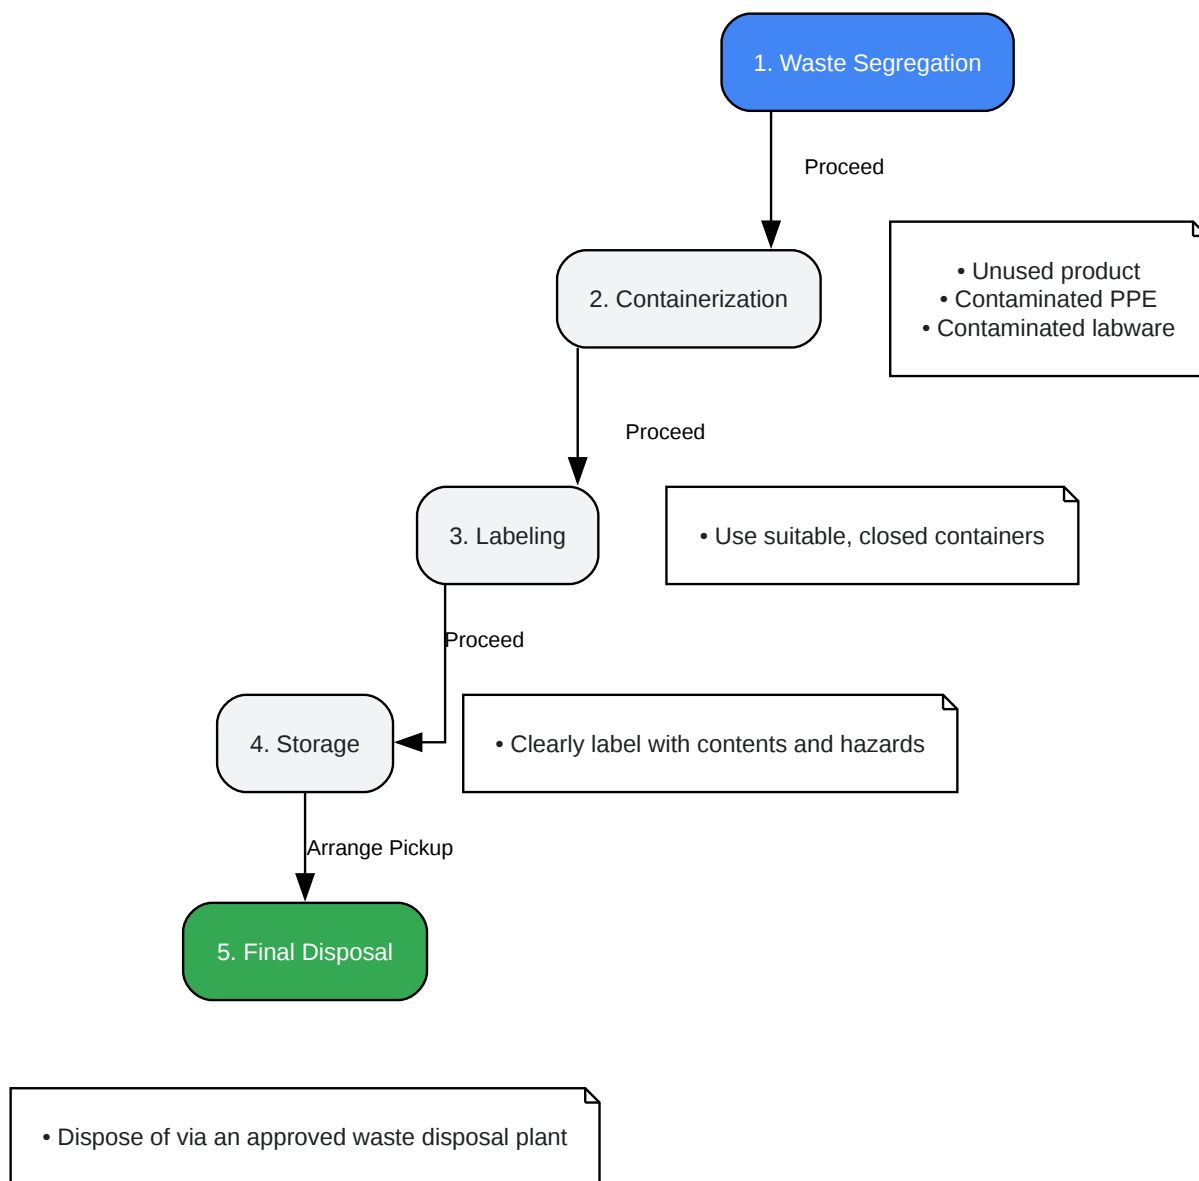 1. Waste Segregation
Proceed
2. Containerization
• Unused product
• Contaminated PPE
• Contaminated labware
Proceed
3. Labeling
• Use suitable, closed containers
Proceed
4. Storage
• Clearly label with contents and hazards
Arrange Pickup
5. Final Disposal
• Dispose of via an approved waste disposal plant